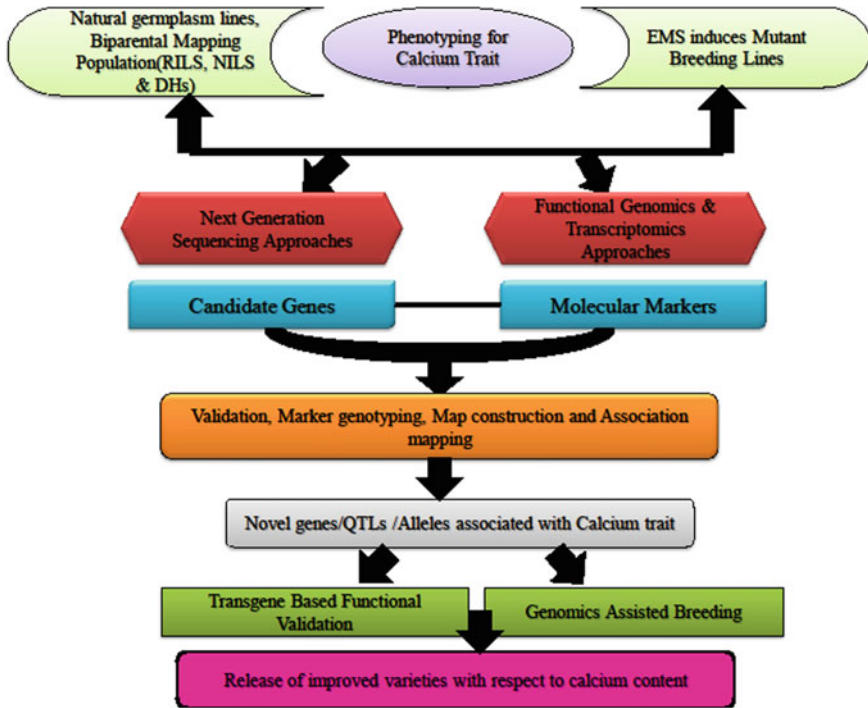 Natural germplasm lines,
Biparental Mapping
Population(RILS, NILS
& DHs)
Phenotyping for
Calcium Trait
EMS induces Mutant
Breeding Lines
Next Generation
Sequencing Approaches
Functional Genomics &
Transcriptomics
Approaches
Candidate Genes
Molecular Markers
Validation, Marker genotyping, Map construction and Association
mapping
Novel genes/QTLs /Alleles associated with Calcium trait
Transgene Based Functional
Validation
Genomics Assisted Breeding
Release of improved varieties with respect to calcium content